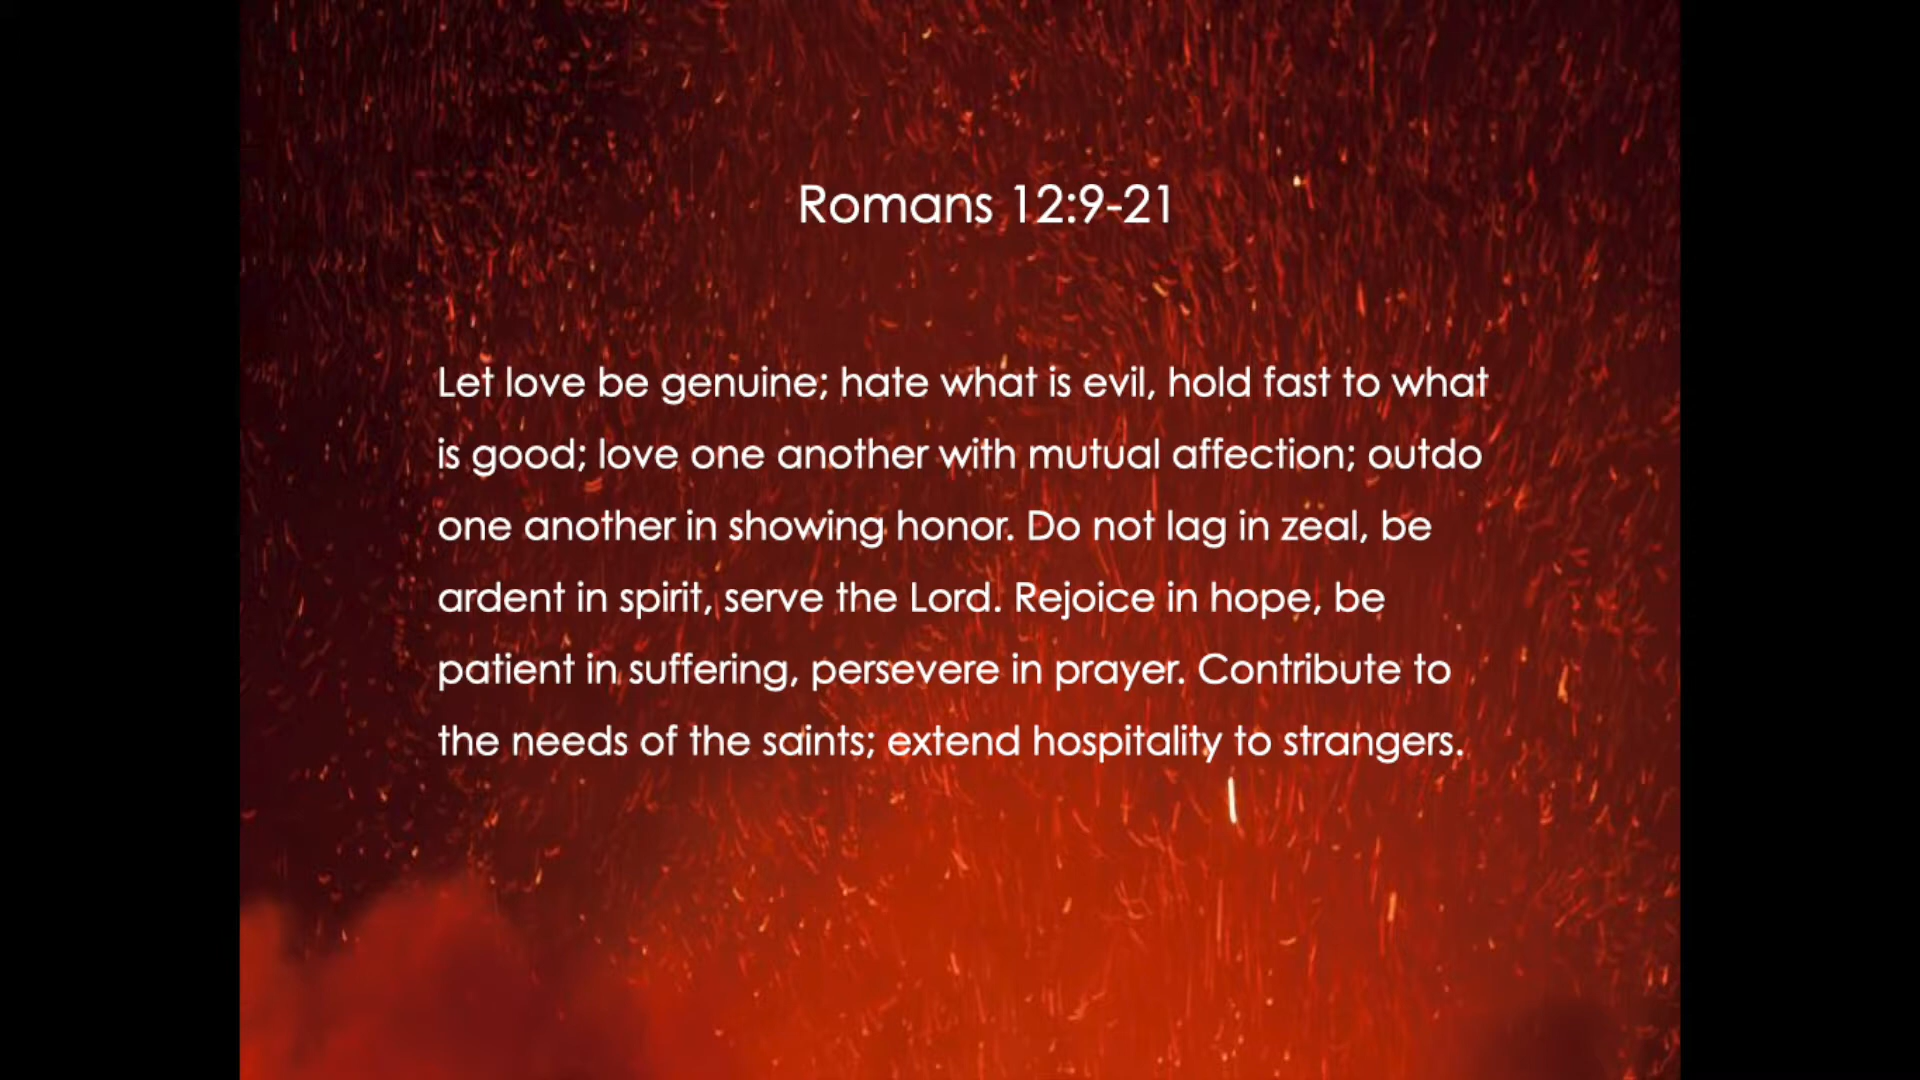 Romans 12:9-21
Let love be genuine; hate what is evil, hold fast to what
is good; love one another with mutual affection; outdo
one another in showing honor. Do not lag in zeal, be
ardent in spirit, serve the Lord. Rejoice in hope, be
patient in suffering, persevere in prayer. Contribute to
the needs of the saints; extend hospitality to strangers.